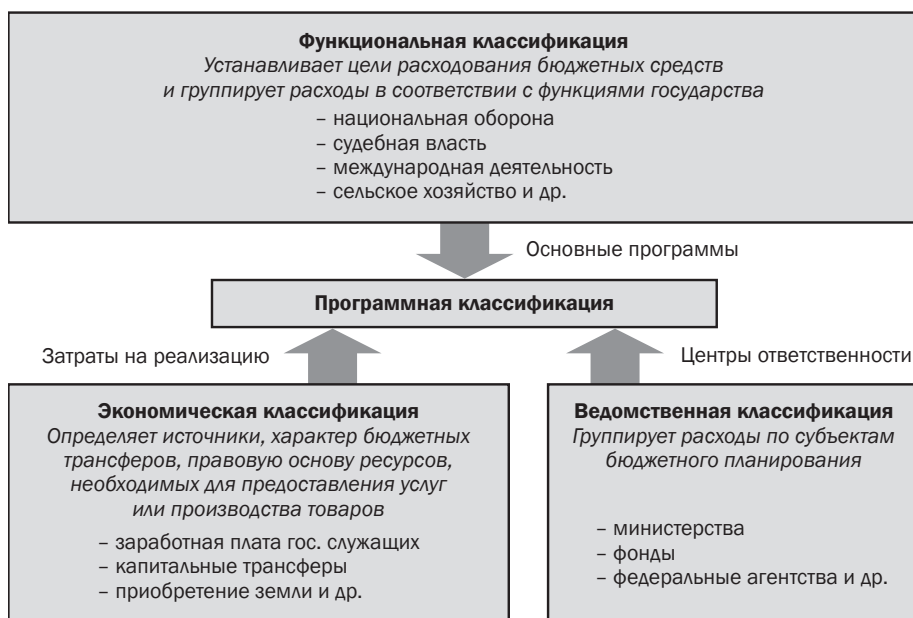 Функциональная классификация
Устанавливает цели расходования бюджетных средств
и группирует расходы в соответствии с функциями государства
– национальная оборона
– судебная власть
– международная деятельность
– сельское хозяйство и др.
Основные программы
Программная классификация
Затраты на реализацию
Центры ответственности
Экономическая классификация
Определяет источники, характер бюджетных
трансферов, правовую основу ресурсов,
необходимых для предоставления услуг
или производства товаров
– заработная плата гос. служащих
– капитальные трансферы
– приобретение земли и др.
Ведомственная классификация
Группирует расходы по субъектам
бюджетного планирования
– министерства
– фонды
– федеральные агентства и др.